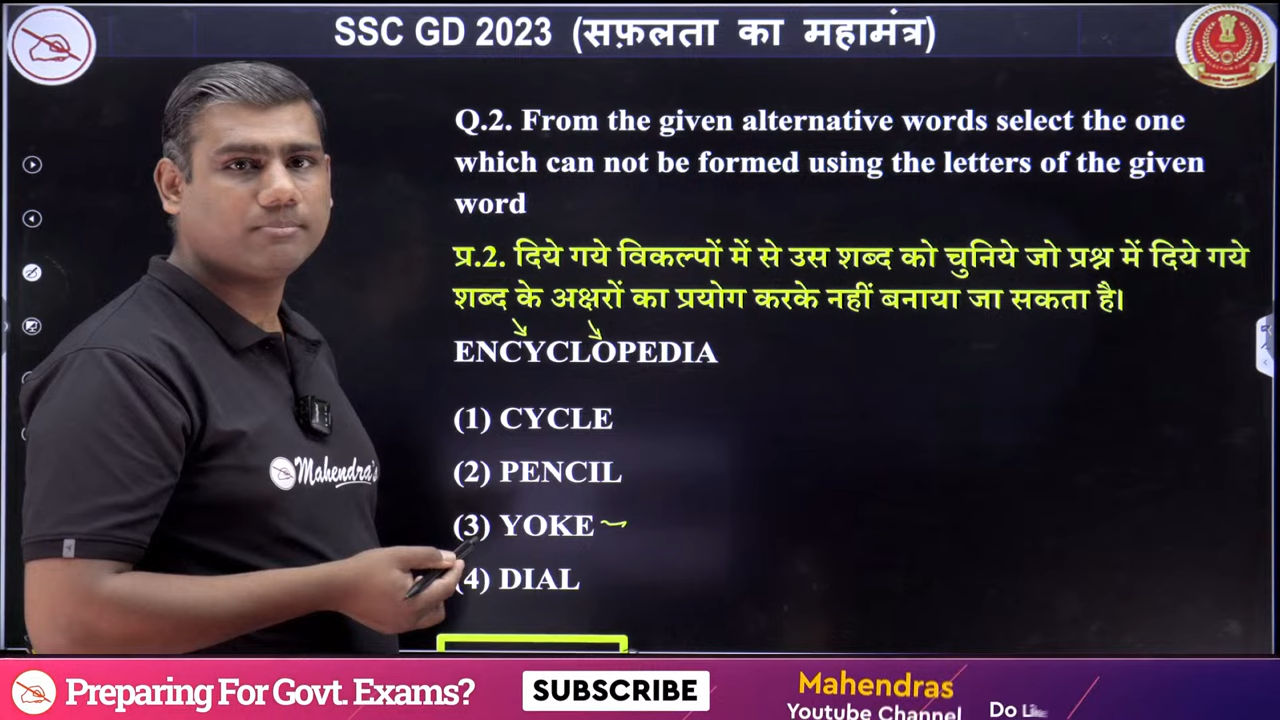 SSC GD 2023 (सफ़लता का महामंत्र)
Q.2. From the given alternative words select the one
which can not be formed using the letters of the given
word
प्र.2. दिये गये विकल्पों में से उस शब्द को चुनिये जो प्रश्न में दिये गये
शब्द के अक्षरों का प्रयोग करके नहीं बनाया जा सकता है।
ENCYCLOPEDIA
(1) CYCLE
(2) PENCIL
(3) YOKE
(4) DIAL
Mahendra's
Preparing For Govt. Exams?
SUBSCRIBE
Mahendras
Youtube Channel
Do